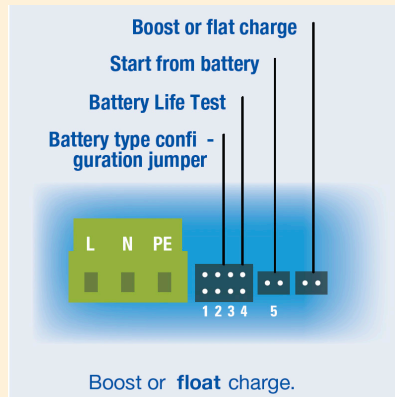 Boost or flat charge
Start from battery
Battery Life Test
Battery type confi -
guration jumper
L N PE
1 2 3 4 5
Boost or float charge.